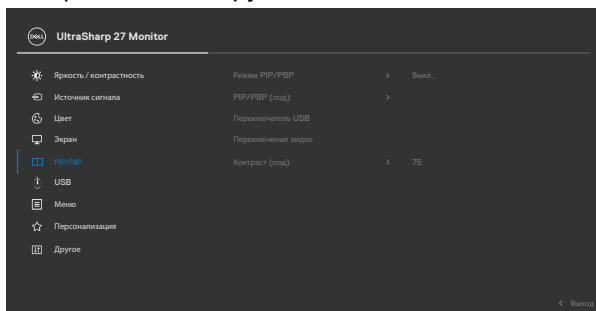 DELL UltraSharp 27 Monitor
Яркость / контрастность Режим PIP/PBP > Выкл.
Источник сигнала PIP/PBP (под) >
Цвет Переключатель USB
Экран Переключение видео
PIP/PBP Контраст (под) > 75
USB
Меню
Персонализация
Другое
< Выход